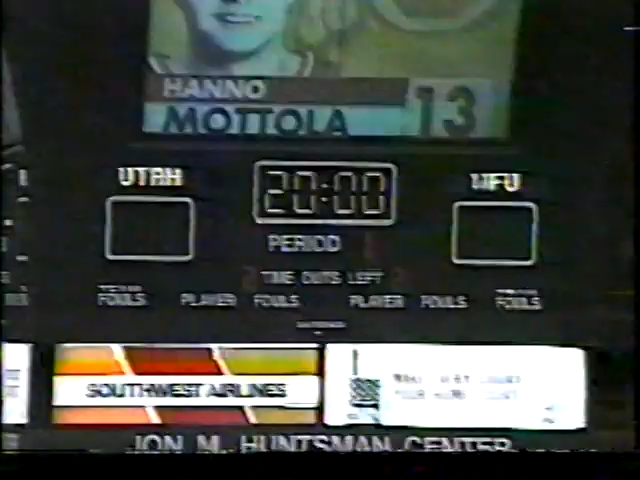 HANNO
MOTTOLA 13
UTAH 20:00 WFU
PERIOD
TIME OUTS LEFT
FOULS PLAYER FOULS PLAYER FOULS FOULS
SOUTHWEST AIRLINES
JON M. HUNTSMAN CENTER